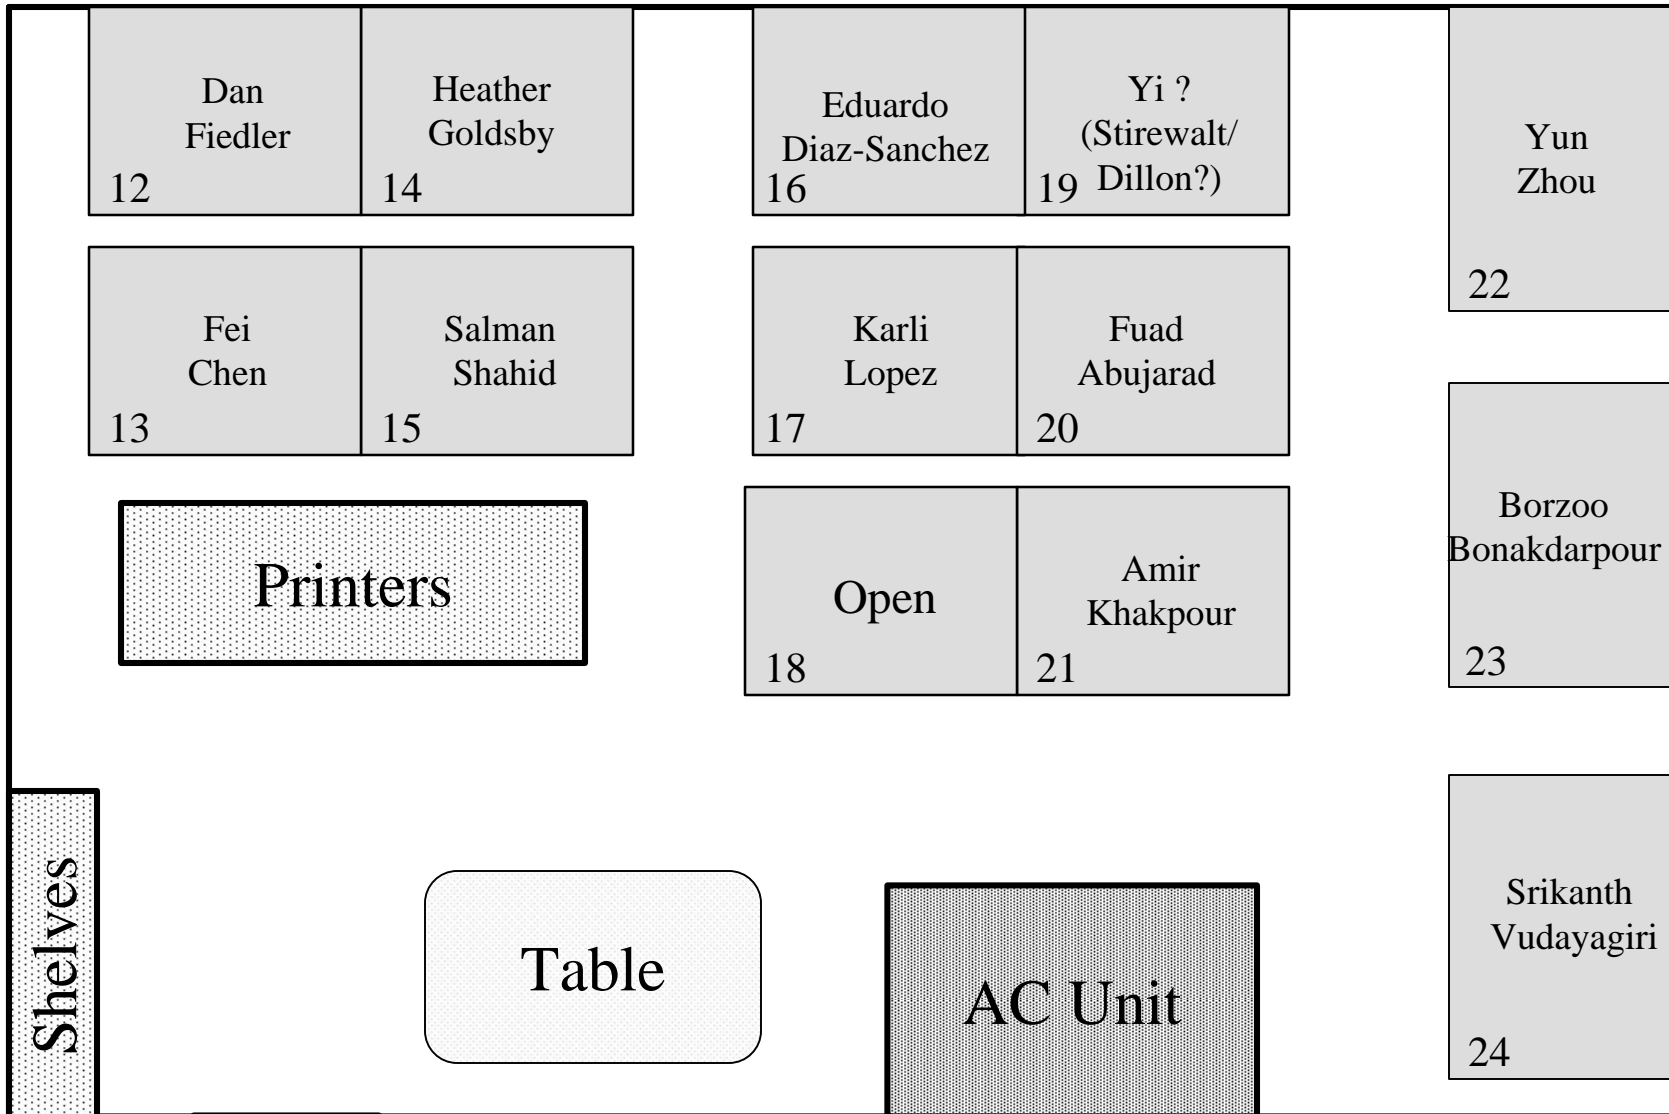 Dan
Fiedler
12
Heather
Goldsby
14
Eduardo
Diaz-Sanchez
16
Yi ?
(Stirewalt/
Dillon?)
19
Yun
Zhou
22
Fei
Chen
13
Salman
Shahid
15
Karli
Lopez
17
Fuad
Abujarad
20
Printers
Open
18
Amir
Khakpour
21
Borzoo
Bonakdarpour
23
Shelves
Table
AC Unit
Srikanth
Vudayagiri
24